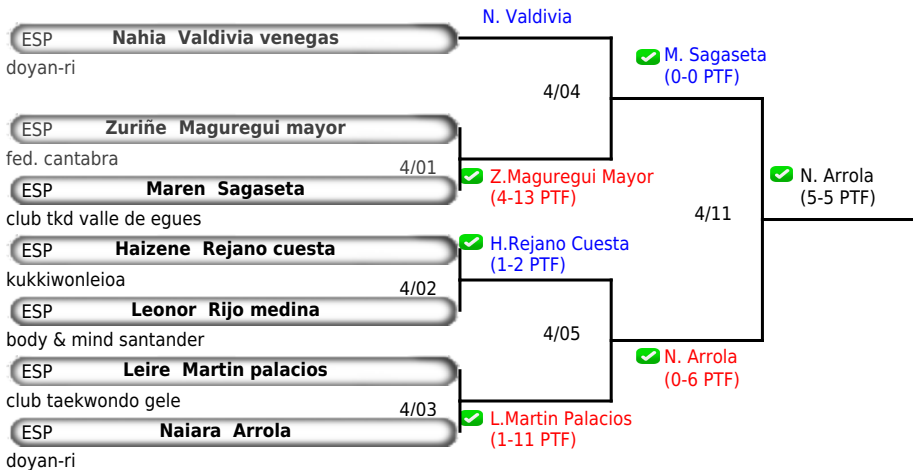 N. Valdivia
ESP Nahia Valdivia venegas
doyan-ri
M. Sagaseta
(0-0 PTF)
4/04
ESP Zuriñe Maguregui mayor
fed. cantabra
4/01
Z.Maguregui Mayor
(4-13 PTF)
ESP Maren Sagaseta
club tkd valle de egues
N. Arrola
(5-5 PTF)
4/11
ESP Haizene Rejano cuesta
kukkiwonleioa
H.Rejano Cuesta
(1-2 PTF)
4/02
ESP Leonor Rijo medina
body & mind santander
4/05
N. Arrola
(0-6 PTF)
ESP Leire Martin palacios
club taekwondo gele
4/03
L.Martin Palacios
(1-11 PTF)
ESP Naiara Arrola
doyan-ri